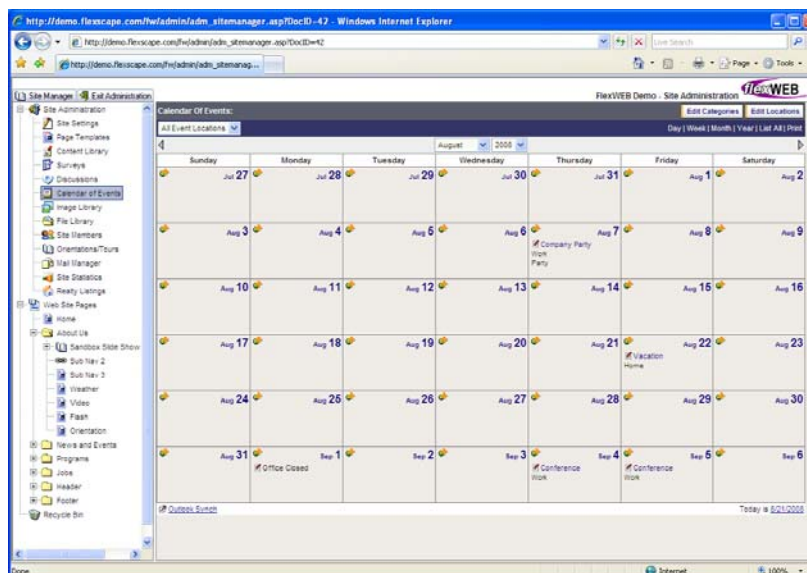 http://demo.flexscape.com/fw/admin/adm_sitemanager.asp?DocID=42 - Windows Internet Explorer
http://demo.flexscape.com/fw/admin/adm_sitemanager.asp?DocID=42
Live Search
http://demo.flexscape.com/fw/admin/adm_sitemanag...
Page
Tools
Site Manager
Exit Administration
FlexWEB Demo - Site Administration
flexWEB
Site Administration
Site Settings
Page Templates
Content Library
Surveys
Discussions
Calendar of Events
Image Library
File Library
Site Members
Orientations/Tours
Mail Manager
Site Statistics
Realty Listings
Web Site Pages
Home
About Us
Sandbox Slide Show
Sub Nav 2
Sub Nav 3
Weather
Video
Flash
Orientation
News and Events
Programs
Jobs
Header
Footer
Recycle Bin
Calendar Of Events:
Edit Categories
Edit Locations
All Event Locations
Day | Week | Month | Year | List All | Print
August 2008
Sunday Monday Tuesday Wednesday Thursday Friday Saturday
Jul 27 Jul 28 Jul 29 Jul 30 Jul 31 Aug 1 Aug 2
Aug 3 Aug 4 Aug 5 Aug 6 Aug 7 Aug 8 Aug 9
Company Party
Work
Party
Aug 10 Aug 11 Aug 12 Aug 13 Aug 14 Aug 15 Aug 16
Aug 17 Aug 18 Aug 19 Aug 20 Aug 21 Aug 22 Aug 23
Vacation
Home
Aug 24 Aug 25 Aug 26 Aug 27 Aug 28 Aug 29 Aug 30
Aug 31 Sep 1 Sep 2 Sep 3 Sep 4 Sep 5 Sep 6
Office Closed Conference Conference
Work Work
Outlook Synch
Today is 8/21/2008
Done
Internet
100%